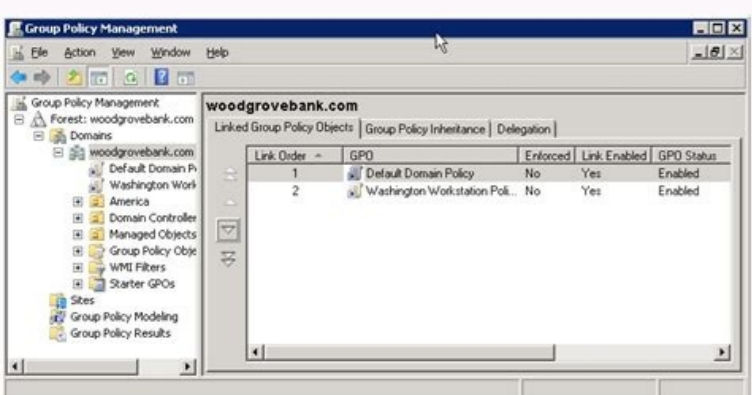 Group Policy Management
File Action View Window Help
Group Policy Management
Forest: woodgrovebank.com
Domains
woodgrovebank.com
Default Domain P
Washington Work
America
Domain Controller
Managed Objects
Group Policy Obje
WMI Filters
Starter GPOs
Sites
Group Policy Modeling
Group Policy Results
woodgrovebank.com
Linked Group Policy Objects Group Policy Inheritance Delegation
Link Order GPO Enforced Link Enabled GPO Status
1 Default Domain Policy No Yes Enabled
2 Washington Workstation Poli... No Yes Enabled